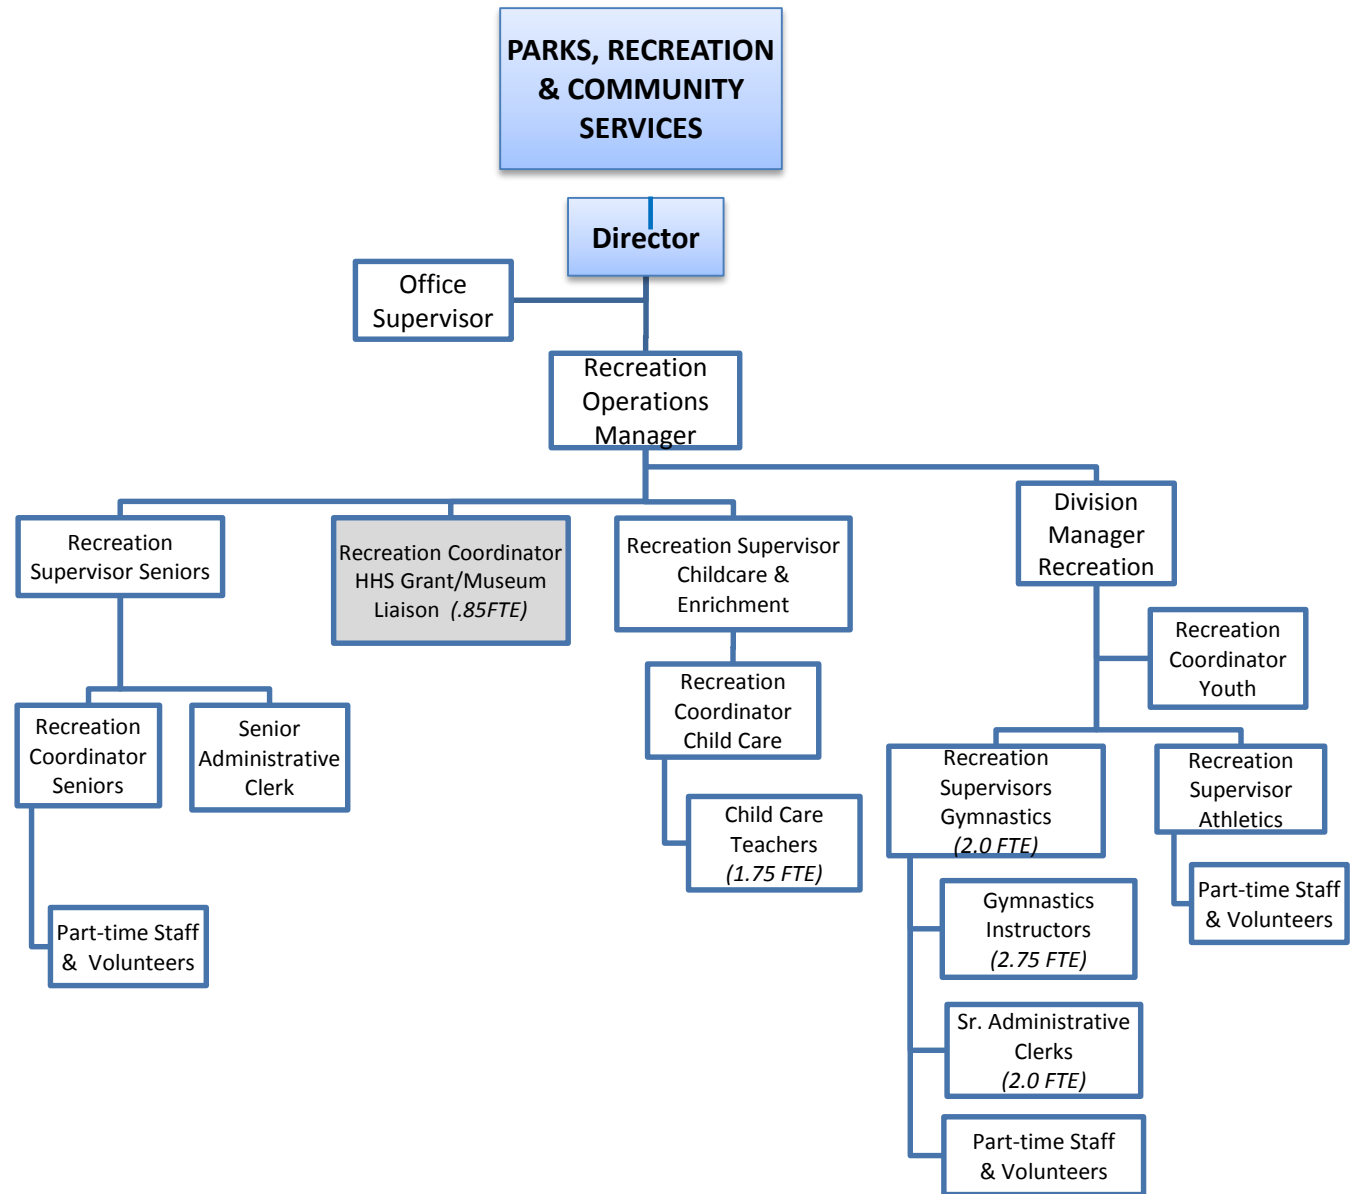 PARKS, RECREATION
& COMMUNITY
SERVICES
Director
Office
Supervisor
Recreation
Operations
Manager
Recreation
Supervisor Seniors
Recreation Coordinator
HHS Grant/Museum
Liaison (.85FTE)
Recreation Supervisor
Childcare &
Enrichment
Division
Manager
Recreation
Recreation
Coordinator
Youth
Recreation
Coordinator
Seniors
Senior
Administrative
Clerk
Recreation
Coordinator
Child Care
Recreation
Supervisors
Gymnastics
(2.0 FTE)
Recreation
Supervisor
Athletics
Child Care
Teachers
(1.75 FTE)
Part-time Staff
& Volunteers
Gymnastics
Instructors
(2.75 FTE)
Part-time Staff
& Volunteers
Sr. Administrative
Clerks
(2.0 FTE)
Part-time Staff
& Volunteers